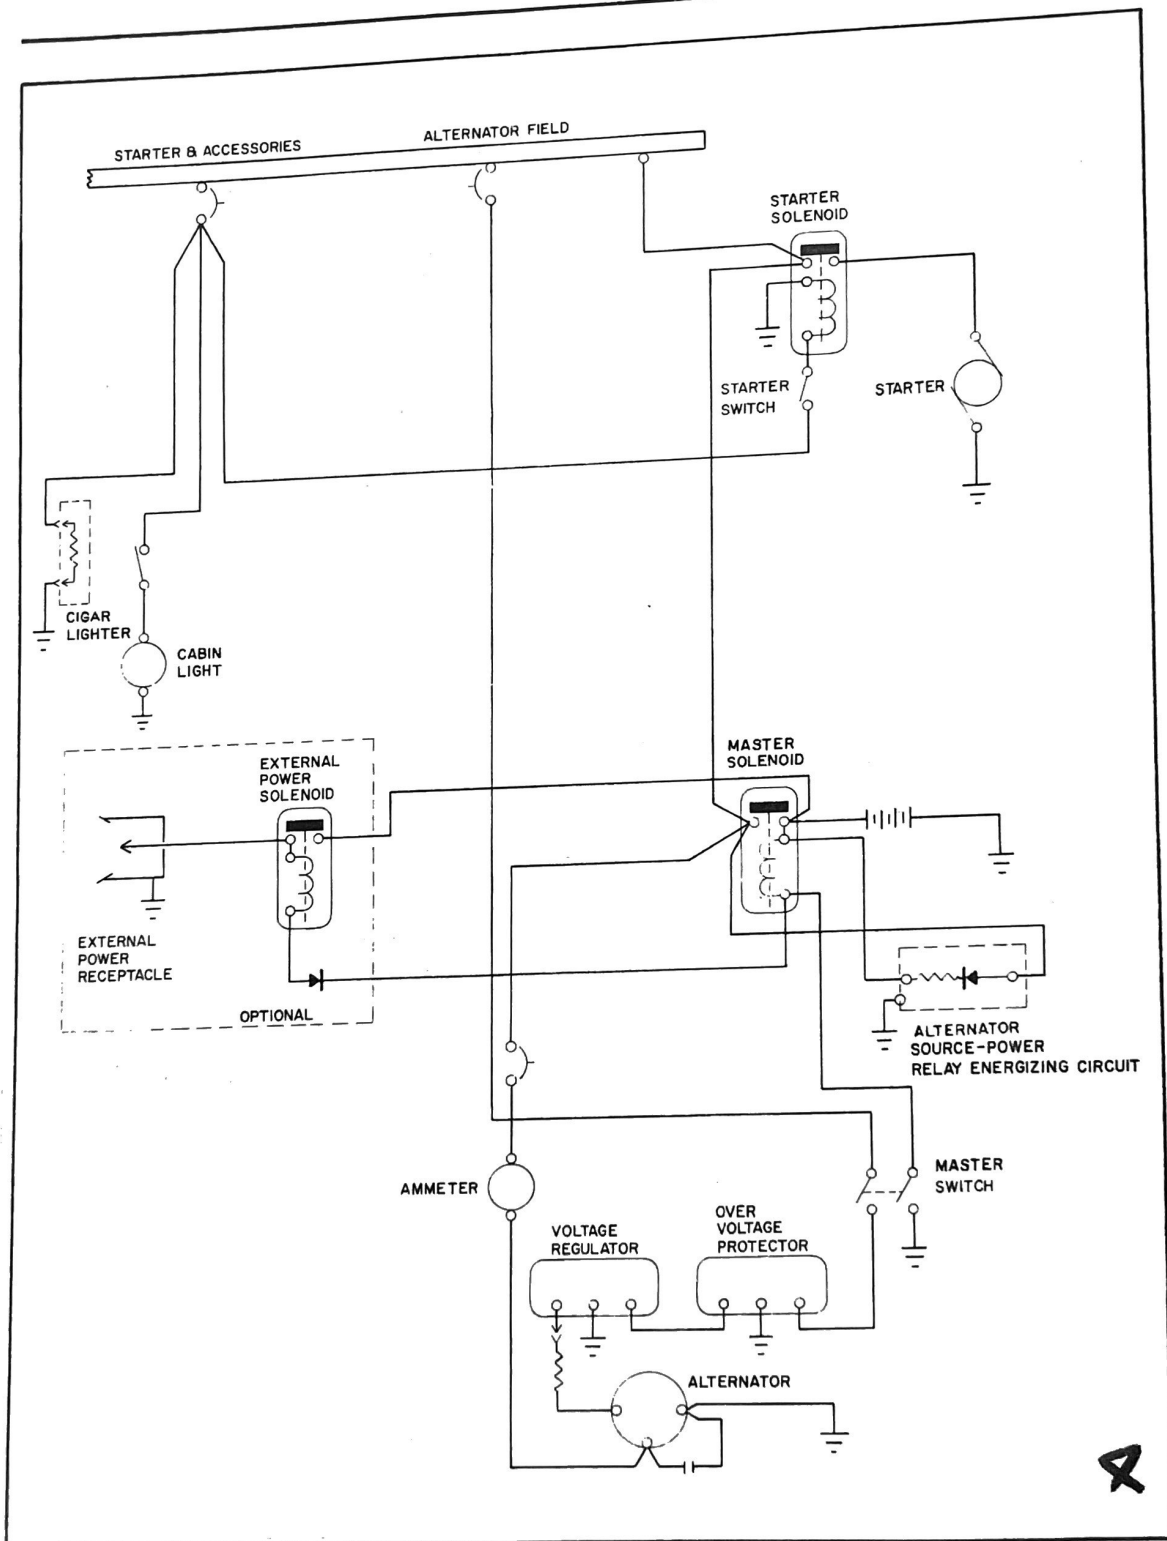 STARTER & ACCESSORIES
ALTERNATOR FIELD
STARTER
SOLENOID
STARTER
SWITCH
STARTER
CIGAR
LIGHTER
CABIN
LIGHT
EXTERNAL
POWER
SOLENOID
MASTER
SOLENOID
EXTERNAL
POWER
RECEPTACLE
OPTIONAL
ALTERNATOR
SOURCE-POWER
RELAY ENERGIZING CIRCUIT
AMMETER
MASTER
SWITCH
VOLTAGE
REGULATOR
OVER
VOLTAGE
PROTECTOR
ALTERNATOR